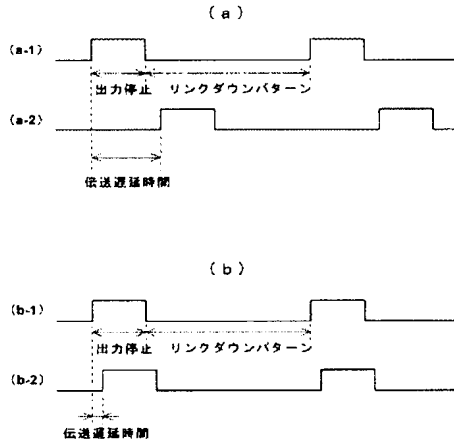 (a)
(a-1)
出力停止 リンクダウンパターン
(a-2)
伝送遅延時間
(b)
(b-1)
出力停止 リンクダウンパターン
(b-2)
伝送遅延時間